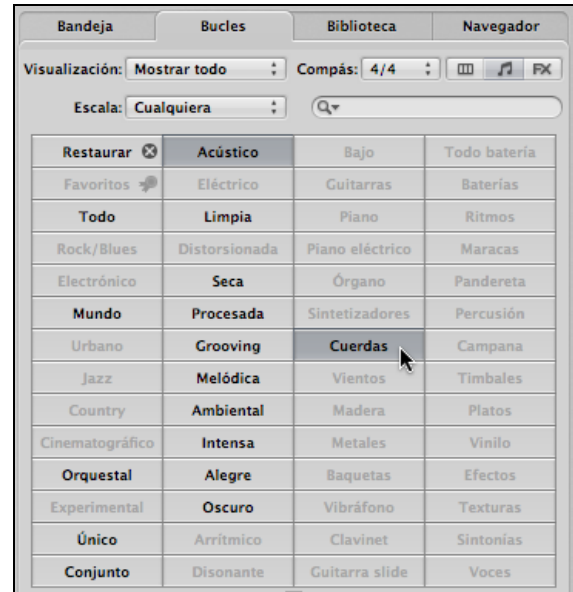 Bandeja Bucles Biblioteca Navegador
Visualización: Mostrar todo Compás: 4/4 FX
Escala: Cualquiera
Restaurar Acústico Bajo Todo batería
Favoritos Eléctrico Guitarras Baterías
Todo Limpia Piano Ritmos
Rock/Blues Distorsionada Piano eléctrico Maracas
Electrónico Seca Órgano Pandereta
Mundo Procesada Sintetizadores Percusión
Urbano Grooving Cuerdas Campana
Jazz Melódica Vientos Timbales
Country Ambiental Madera Platos
Cinematográfico Intensa Metales Vinilo
Orquestal Alegre Baquetas Efectos
Experimental Oscuro Vibráfono Texturas
Único Arrítmico Clavinet Sintonías
Conjunto Disonante Guitarra slide Voces